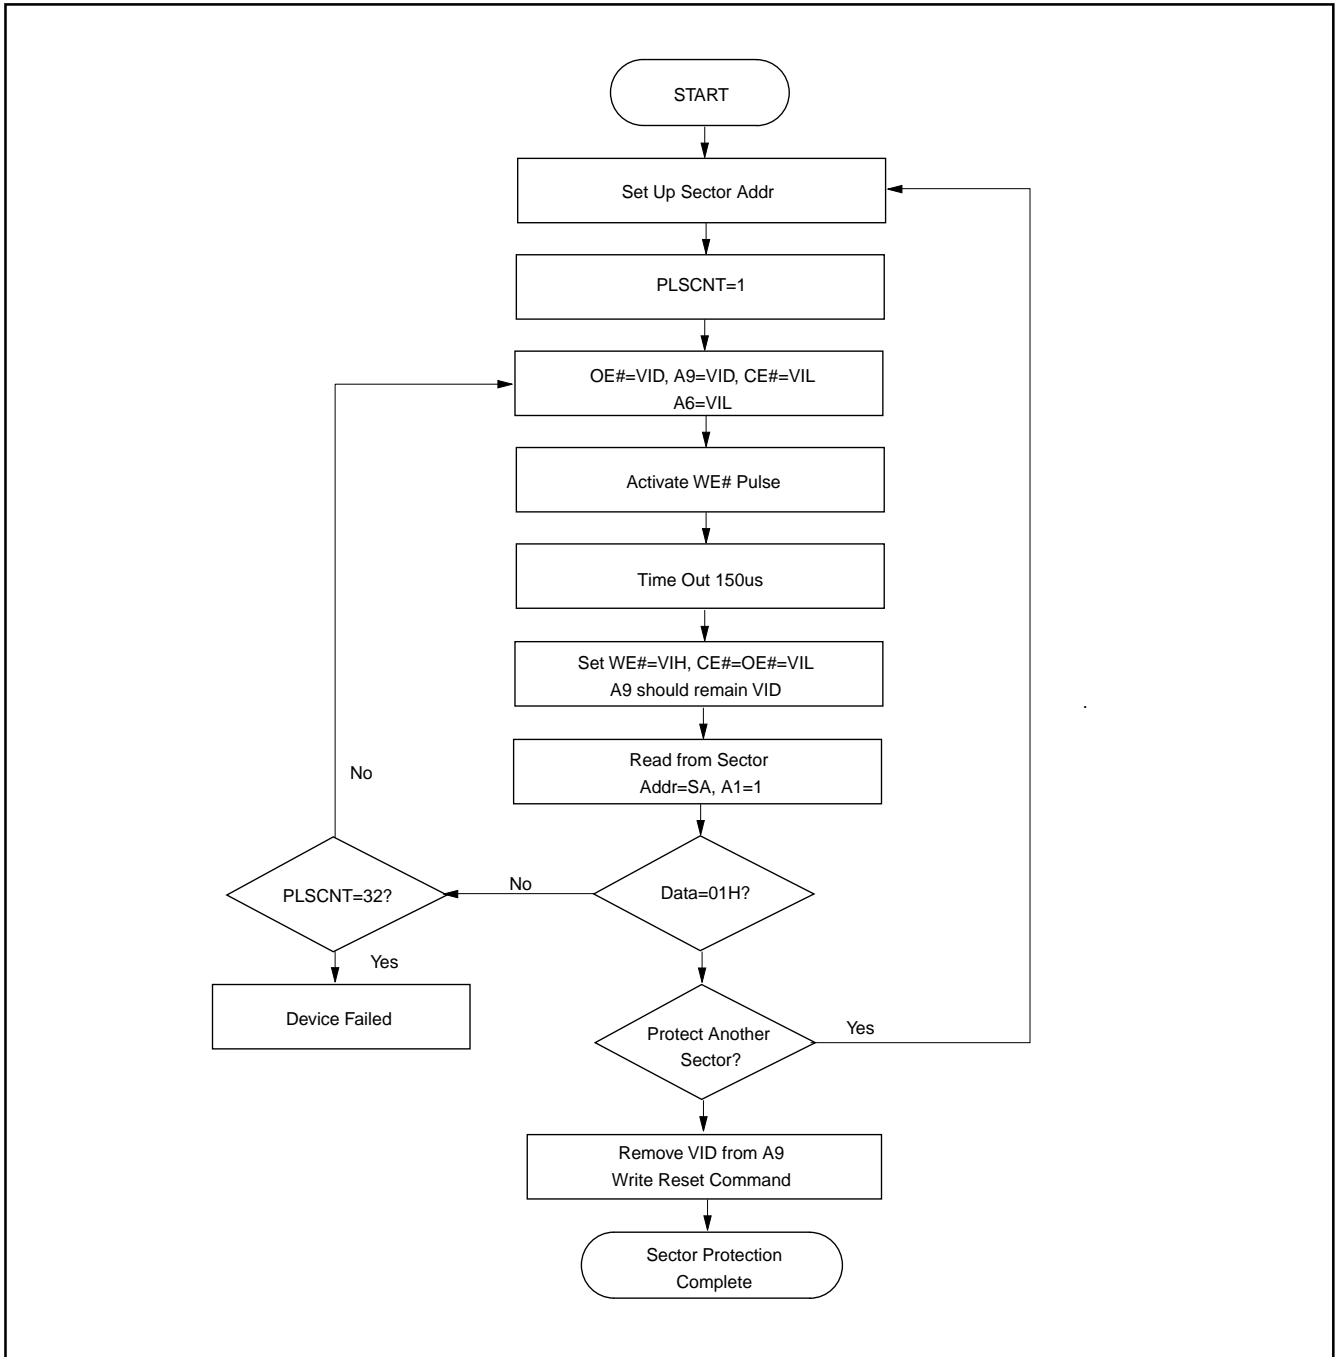 START
Set Up Sector Addr
PLSCNT=1
OE#=VID, A9=VID, CE#=VIL
A6=VIL
Activate WE# Pulse
Time Out 150us
Set WE#=VIH, CE#=OE#=VIL
A9 should remain VID
.
Read from Sector
Addr=SA, A1=1
No
PLSCNT=32?
No
Data=01H?
Yes
Device Failed
Protect Another
Sector?
Yes
Remove VID from A9
Write Reset Command
Sector Protection
Complete